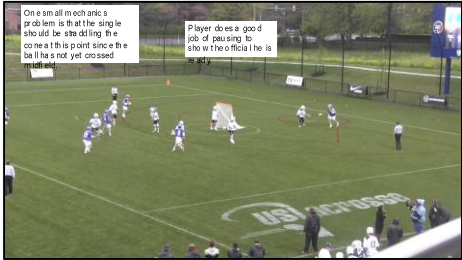 One small mechanics
problem is that the single
should be straddling the
cone at this point since the
ball has not yet crossed
midfield.
Player does a good
job of pausing to
show the official he is
ready.
US lacrosse